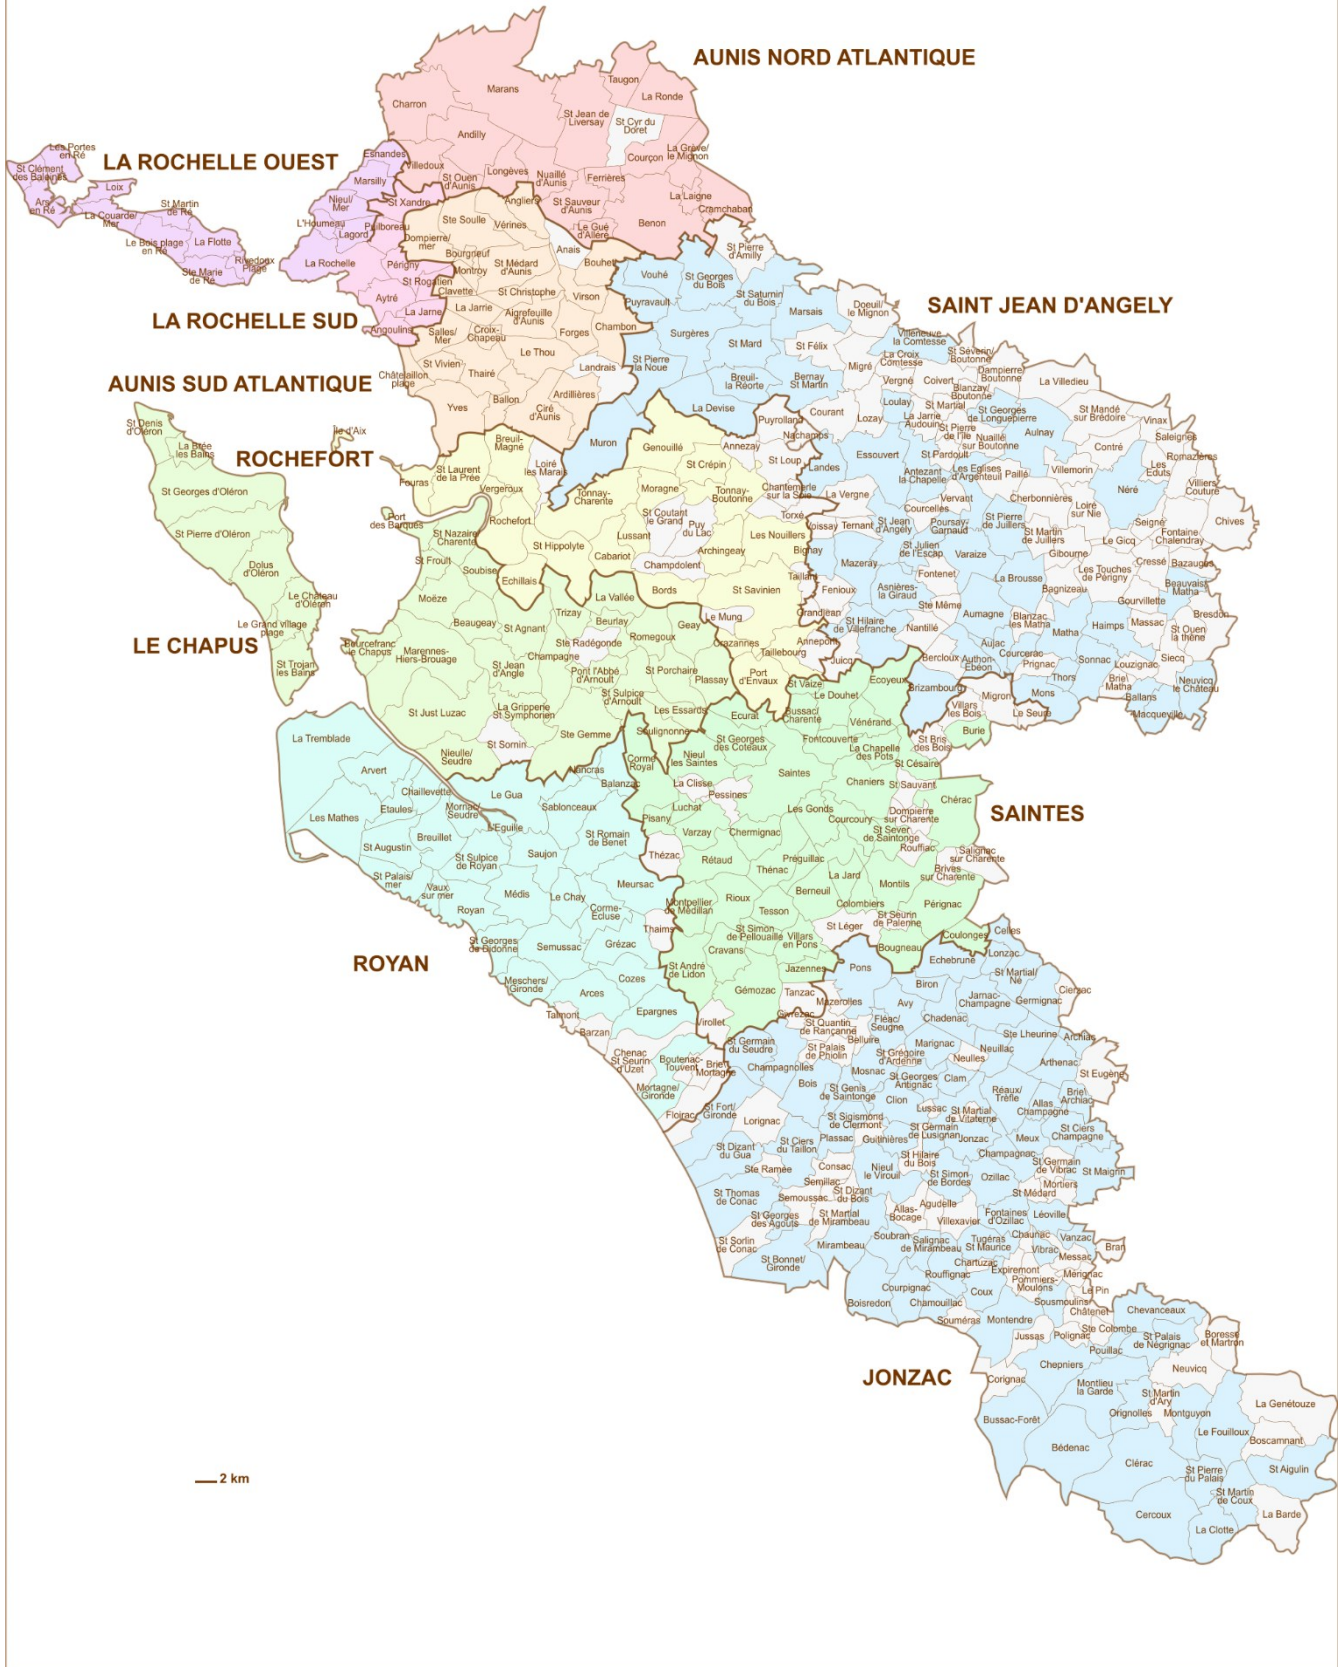 AUNIS NORD ATLANTIQUE
Taugon
La Ronde
Marans
Charron
St Jean de
Liversay
St Cyr du
Doret
Andilly
La Grève/
le Mignon
Courçon
LA ROCHELLE OUEST
Les Portes
en Ré
St Clément
des Baleines
Loix
Ars
en Ré
La Couarde/
Mer
St Martin
de Ré
Le Bois plage
en Ré
La Flotte
Ste Marie
de Ré
Rivedoux
Plage
Esnandes
Marsilly
Villedoux
St Ouen
d'Aunis
Longèves
Nuaillé
d'Aunis
Ferrières
La Laigne
Cramchaban
St Sauveur
d'Aunis
Benon
Le Gué
d'Alleré
Nieul/
Mer
St Xandre
L'Houmeau
Lagord
Puilboreau
La Rochelle
Périgny
St Rogatien
Aytré
La Jarne
Angoulins
LA ROCHELLE SUD
Angliers
Ste Soulle
Vérines
Dompierre/
mer
Bourgneuf
Anais
Bouhet
Montroy
St Médard
d'Aunis
Clavette
St Christophe
Virson
La Jarrie
Aigrefeuille
d'Aunis
Salles/
Mer
Croix-
Chapeau
Forges
Chambon
Le Thou
St Vivien
Thairé
Landrais
Châtelaillon
plage
Ballon
Ardillières
Yves
Ciré
d'Aunis
AUNIS SUD ATLANTIQUE
St Pierre
d'Amilly
Vouhé
St Georges
du Bois
Puyravault
St Saturnin
du Bois
Marsais
Surgères
St Mard
St Pierre
la Noue
Breuil-
la Réorte
Bernay
St Martin
La Devise
Muron
SAINT JEAN D'ANGELY
Doeuil/
le Mignon
St Félix
Villeneuve
la Comtesse
Migré
La Croix
Comtesse
St Séverin/
Boutonne
Dampierre/
Boutonne
Vergné
Coivert
Blanzay/
Boutonne
La Villedieu
Loulay
St Martial
Courant
Lozay
La Jarrie
Audouin
St Pierre
de l'Ile
St Georges
de Longuepierre
Nuaillé
sur Boutonne
Aulnay
St Mandé
sur Brédoire
Vinax
Contré
Saleignes
Romazières
Les
Eduts
Villiers
Couture
Puyrolland
Nachamps
Annezay
St Loup
Landes
Essouvert
St Pardoult
Antezant
la Chapelle
Les Eglises
d'Argenteuil
Paillé
Villemorin
Néré
Chives
Chantemerle
sur la Soie
La Vergne
Courcelles
Vervant
Cherbonnières
Loiré
sur Nie
Seigné
Fontaine
Chalendray
Torxé
Voissay
Ternant
St Jean
d'Angély
Poursay-
Garnaud
St Pierre
de Juillers
St Martin
de Juillers
Le Gicq
Gibourne
Mazeray
St Julien
de l'Escap
Varaize
Cressé
Bazauges
Les Touches
de Périgny
Fenioux
Asnières-
la Giraud
Fontenet
La Brousse
Bagnizeau
Beauvais/
Matha
Gourvillette
St Hilaire
de Villefranche
Ste Même
Aumagne
Blanzac
les Matha
Haimps
Massac
Bresdon
Nantillé
Matha
St Ouen
la thène
Juicq
Aujac
Courcerac
Bercloux
Authon-
Ebéon
Prignac
Sonnac
Louzignac
Siecq
Thors
Brie/
Matha
Neuvicq
le Château
Brizambourg
Mons
Ballans
Macqueville
Migron
Villars
les Bois
Le Seure
ROCHEFORT
Île d'Aix
Breuil-
Magné
Loiré
les Marais
Genouillé
St Crépin
Fouras
St Laurent
de la Prée
Vergeroux
Tonnay-
Charente
Moragne
Tonnay-
Boutonne
Rochefort
St Coutant
le Grand
Puy
du Lac
Lussant
Les Nouillers
St Hippolyte
Cabariot
Archingeay
Bignay
Champdolent
Echillais
Bords
St Savinien
Taillant
Le Mung
Grandjean
Annepont
Crazannes
Taillebourg
Port
d'Envaux
LE CHAPUS
St Denis
d'Oléron
La Brée
les Bains
St Georges d'Oléron
St Pierre d'Oléron
Dolus
d'Oléron
Le Château
d'Oléron
Le Grand village
plage
St Trojan
les Bains
Port
des Barques
St Nazaire/
Charente
St Froult
Soubise
Moëze
Beaugeay
St Agnant
Trizay
La Vallée
Beurlay
Geay
Bourcefranc
le Chapus
Marennes-
Hiers-Brouage
Champagne
Ste Radégonde
Romegoux
St Jean
d'Angle
Pont l'Abbé
d'Arnoult
St Porchaire
Plassay
St Sulpice
d'Arnoult
St Just Luzac
La Gripperie
St Symphorien
Les Essards
Ste Gemme
Soulignonne
St Sornin
Nieulle/
Seudre
SAINTES
St Vaize
Le Douhet
Ecoyeux
Bussac/
Charente
Ecurat
Vénérand
Burie
St Georges
des Coteaux
Fontcouverte
La Chapelle
des Pots
St Bris
des Bois
Corme
Royal
Nieul
les Saintes
Saintes
St Césaire
Chaniers
St Sauvant
La Clisse
Pessines
Chérac
Luchat
Les Gonds
Dompierre
sur Charente
Pisany
Courcoury
Varzay
Chermignac
St Sever
de Saintonge
Thézac
Rouffiac
Salignac
sur Charente
Rétaud
Préguillac
Thénac
La Jard
Brives
sur Charente
Berneuil
Montils
Rioux
Montpellier
de Médillan
Tesson
Colombiers
Pérignac
St Seurin
de Palenne
St Léger
St Simon
de Pellouaille
Villars
en Pons
Coulonges
Cravans
Bougneau
St André
de Lidon
Jazennes
Gémozac
Tanzac
Givrezac
Virollet
ROYAN
La Tremblade
Arvert
Chaillevette
Nancras
Balanzac
Le Gua
Etaules
Mornac/
Seudre
Sablonceaux
Les Mathes
L'Eguille
Breuillet
St Romain
de Benet
St Augustin
St Sulpice
de Royan
Saujon
St Palais/
mer
Vaux
sur mer
Médis
Meursac
Le Chay
Royan
Corme-
Ecluse
Thaims
St Georges
de Didonne
Semussac
Grézac
Meschers/
Gironde
Cozes
Arces
Epargnes
Talmont
Barzan
Chenac
St Seurin
d'Uzet
Boutenac-
Touvent
Brie/
Mortagne
Mortagne/
Gironde
Floirac
JONZAC
Pons
Echebrune
Celles
Lonzac
Biron
St Martial/
Né
Mazerolles
Avy
Jarnac-
Champagne
Germignac
Cierzac
St Quantin
de Rançanne
Fléac/
Seugne
Chadenac
Belluire
Ste Lheurine
Archiac
St Germain
du Seudre
St Palais
de Phiolin
Marignac
Neuillac
St Grégoire
d'Ardenne
Neulles
Arthenac
Champagnolles
Mosnac
St Eugène
Bois
St Genis
de Saintonge
St Georges
Antignac
Clam
Réaux/
Trèfle
Brie/
Archiac
Clion
Allas
Champagne
St Fort/
Gironde
Lorignac
St Sigismond
de Clermont
Lussac
St Martial
de Vitaterne
St Ciers
Champagne
St Germain
de Lusignan
St Dizant
du Gua
St Ciers
du Taillon
Plassac
Guitinières
Jonzac
Meux
Champagnac
Ste Ramée
Consac
Nieul
le Virouil
St Hilaire
du Bois
St Germain
de Vibrac
St Maigrin
Semillac
St Simon
de Bordes
Ozillac
Mortiers
St Thomas
de Conac
Semoussac
St Dizant
du Bois
St Médard
Agudelle
Allas-
Bocage
St Georges
des Agouts
St Martial
de Mirambeau
Villexavier
Fontaines
d'Ozillac
Léoville
St Sorlin
de Conac
Soubran
Salignac
de Mirambeau
Tugéras
St Maurice
Chaunac
Vanzac
Mirambeau
Vibrac
Bran
St Bonnet/
Gironde
Chartuzac
Messac
Rouffignac
Expiremont
Mérignac
Courpignac
Coux
Pommiers-
Moulons
Le Pin
Boisredon
Chamouillac
Sousmoulins
Châtenet
Chevanceaux
Souméras
Montendre
Ste Colombe
Jussas
Polignac
Boresse
et Martron
Pouillac
St Palais
de Négrignac
Chepniers
Neuvicq
Corignac
Montlieu
la Garde
St Martin
d'Ary
La Genétouze
Bussac-Forêt
Orignolles
Montguyon
Le Fouilloux
Bédenac
Boscamnant
Clérac
St Pierre
du Palais
St Aigulin
St Martin
de Coux
Cercoux
La Barde
La Clotte
2 km